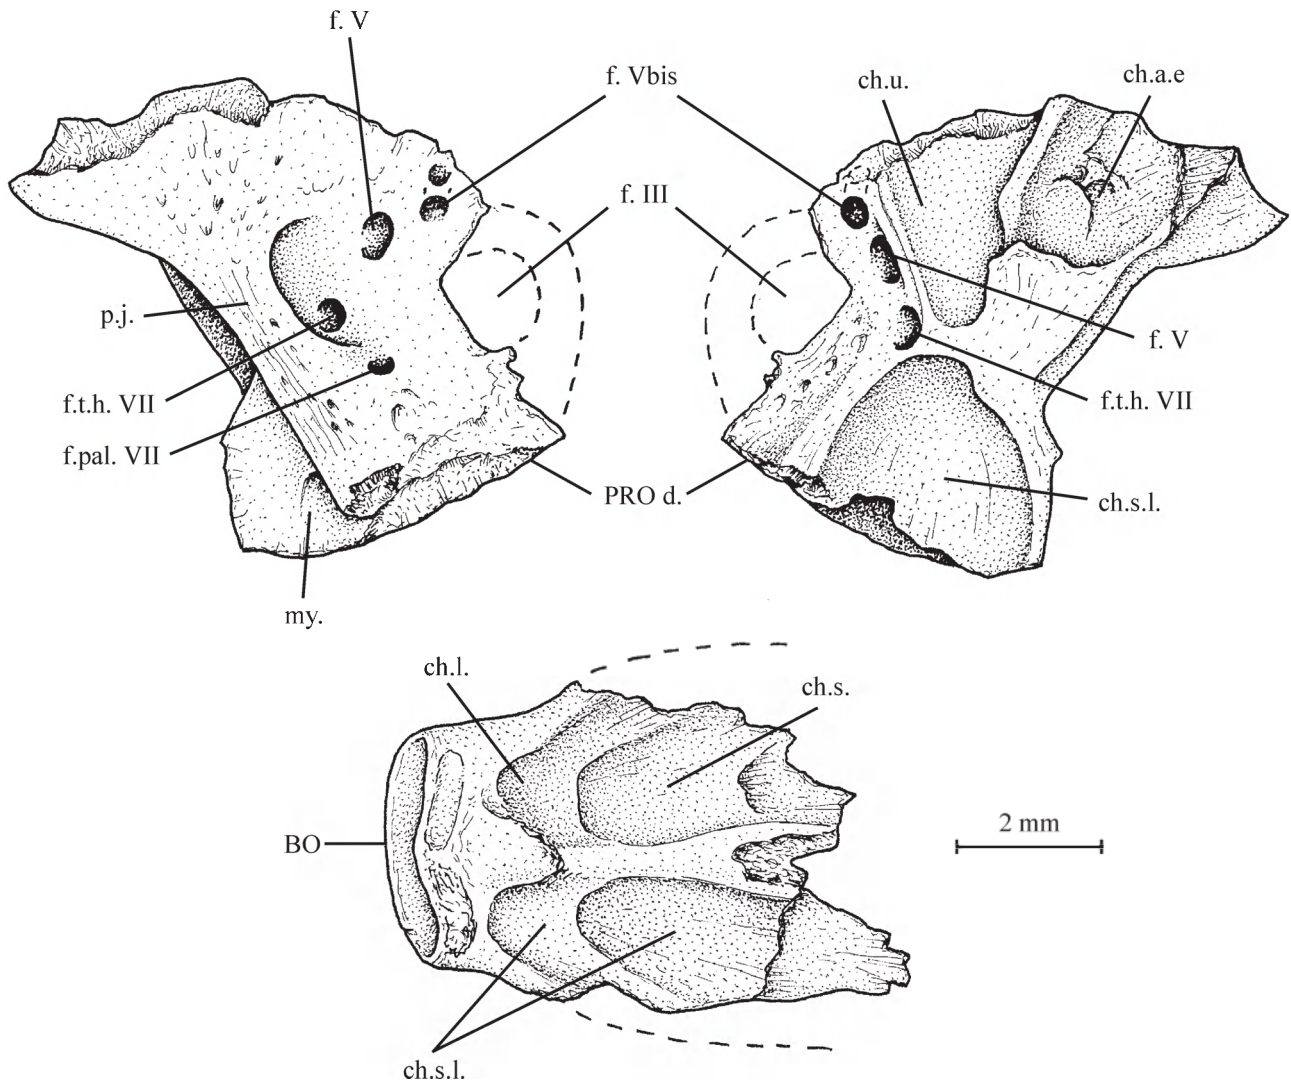 f. V
f. Vbis
ch.u.
ch.a.e
f. III
p.j.
f. V
f.t.h. VII
f.t.h. VII
f.pal. VII
PRO d.
ch.s.l.
my.
ch.l.
ch.s.
2 mm
BO
ch.s.l.